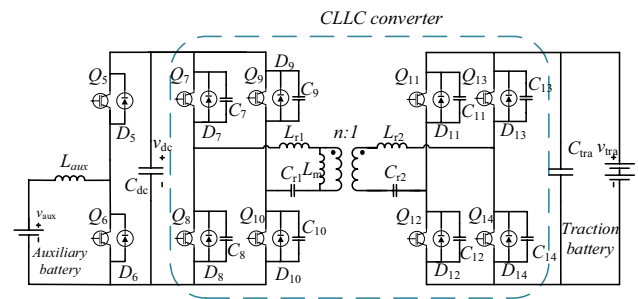 CLLC converter
Q5
D5
Laux
vaux
Auxiliary battery
Q6
D6
Cdc
vdc
Q7
D7
C7
Q9
D9
C9
Q8
D8
C8
Q10
D10
C10
Lr1
n:1
Lr2
Lm
Cr1
Cr2
Q11
D11
C11
Q13
D13
C13
Q12
D12
C12
Q14
D14
C14
Ctra
vtra
Traction
battery